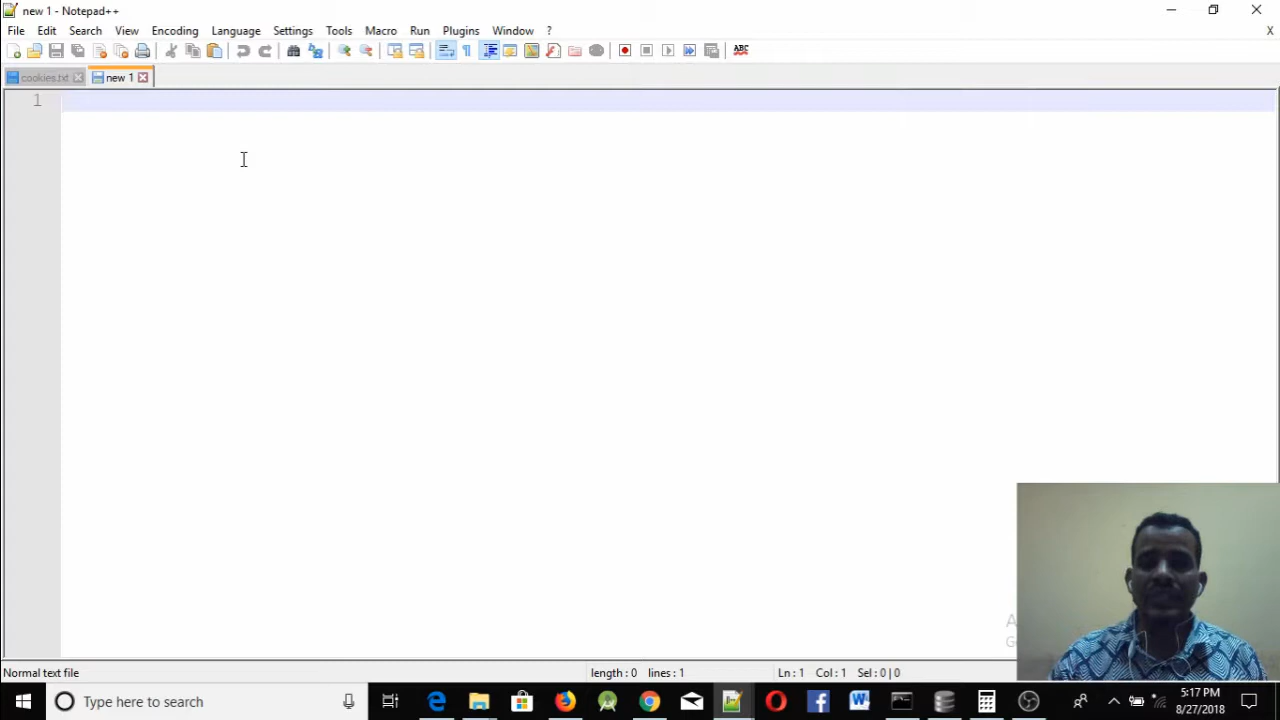 new 1 - Notepad++
File Edit Search View Encoding Language Settings Tools Macro Run Plugins Window ? X
ABC
cookies.txt new 1
1
Normal text file length : 0 lines : 1 Ln : 1 Col : 1 Sel : 0 | 0
Type here to search
5:17 PM
8/27/2018